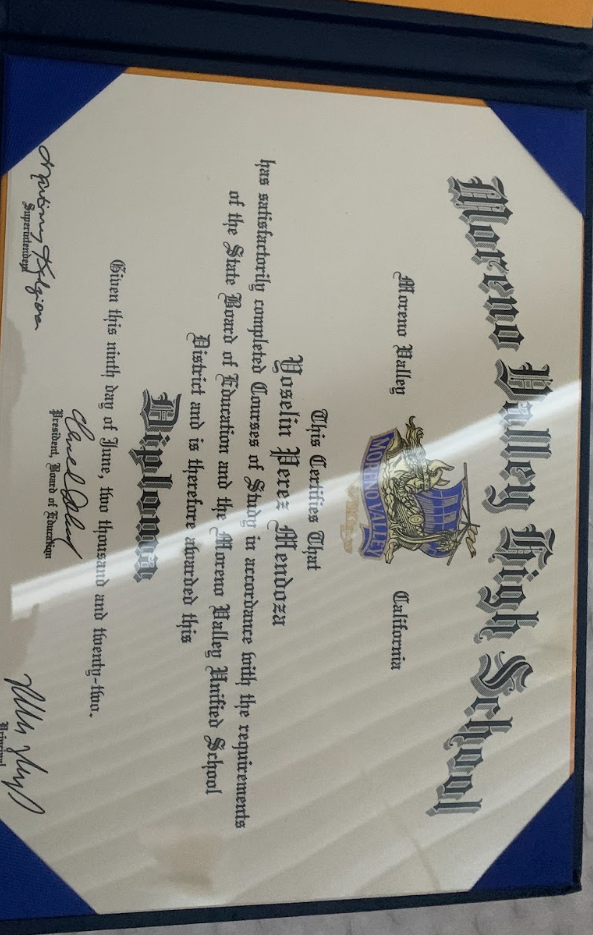 Moreno Valley High School
Moreno Valley California
MORENO VALLEY
This Certifies That
Yoselin Perez Mendoza
has satisfactorily completed Courses of Study in accordance with the requirements
of the State Board of Education and the Moreno Valley Unified School
District and is therefore awarded this
Diploma
Given this ninth day of June, two thousand and twenty-two.
Superintendent
President, Board of Education
Principal